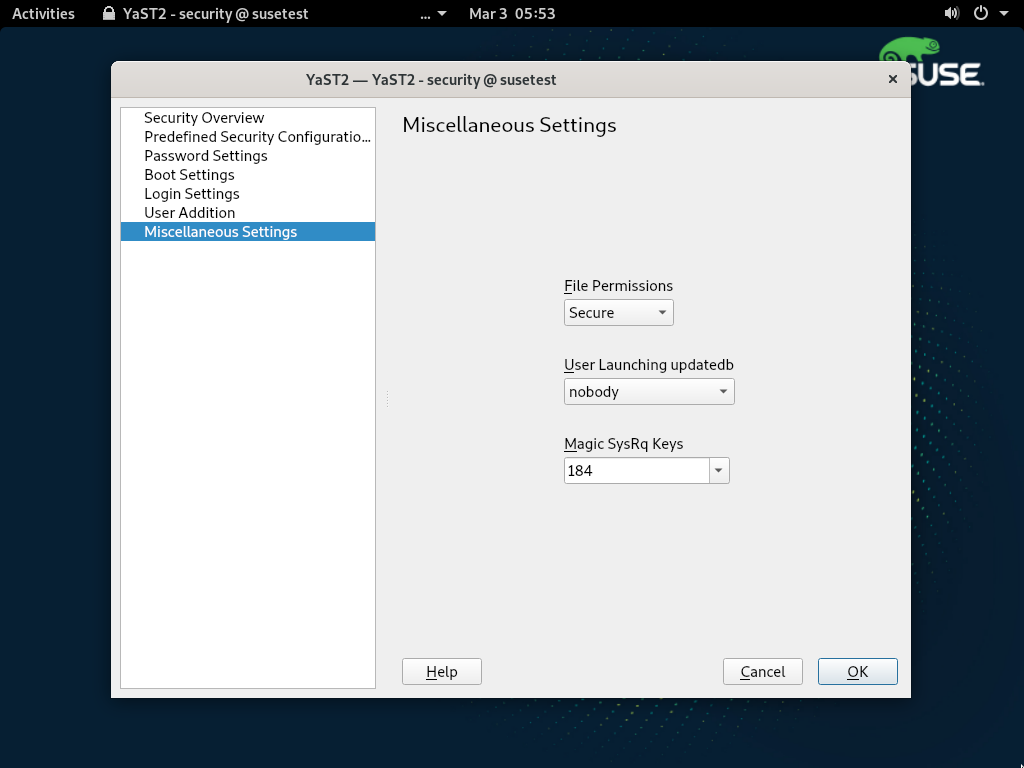 Activities
YaST2 - security @ susetest
... Mar 3 05:53
SUSE
YaST2 — YaST2 - security @ susetest
Security Overview
Predefined Security Configuratio...
Password Settings
Boot Settings
Login Settings
User Addition
Miscellaneous Settings
Miscellaneous Settings
File Permissions
Secure
User Launching updatedb
nobody
Magic SysRq Keys
184
Help
Cancel
OK